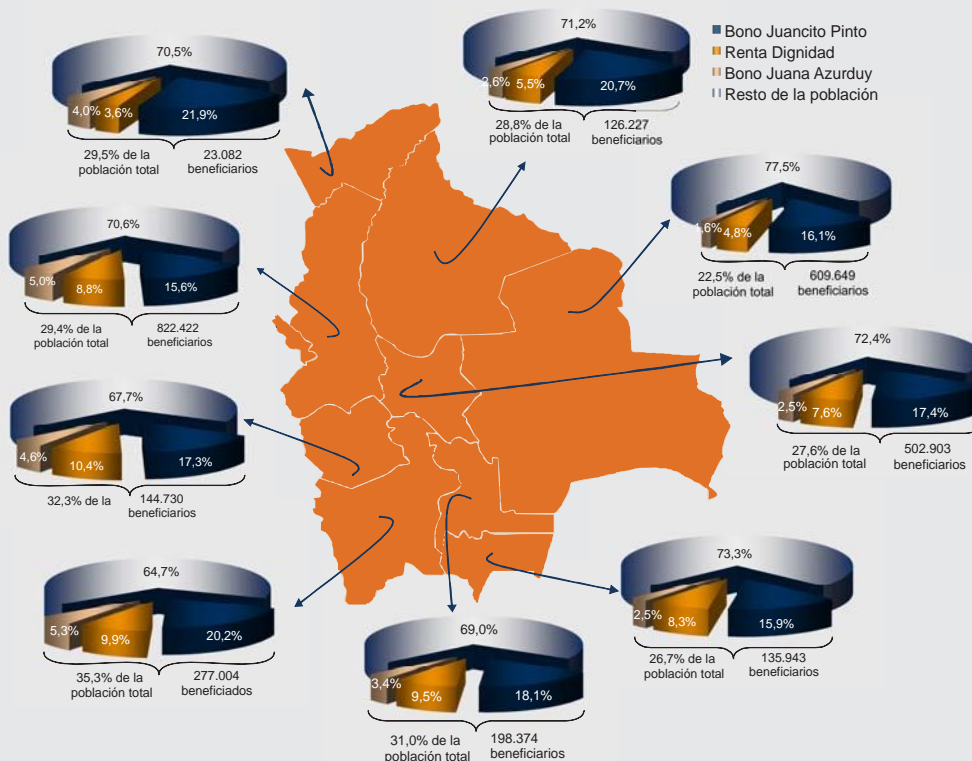 Bono Juancito Pinto
Renta Dignidad
Bono Juana Azurduy
Resto de la población
70,5%
4,0%
3,6%
21,9%
29,5% de la
población total
23.082
beneficiarios
71,2%
2,6%
5,5%
20,7%
28,8% de la
población total
126.227
beneficiarios
77,5%
1,6%
4,8%
16,1%
22,5% de la
población total
609.649
beneficiarios
70,6%
5,0%
8,8%
15,6%
29,4% de la
población total
822.422
beneficiarios
72,4%
2,5%
7,6%
17,4%
27,6% de la
población total
502.903
beneficiarios
67,7%
4,6%
10,4%
17,3%
32,3% de la
144.730
beneficiarios
73,3%
2,5%
8,3%
15,9%
26,7% de la
población total
135.943
beneficiarios
64,7%
5,3%
9,9%
20,2%
35,3% de la
población total
277.004
beneficiados
69,0%
3,4%
9,5%
18,1%
31,0% de la
población total
198.374
beneficiarios